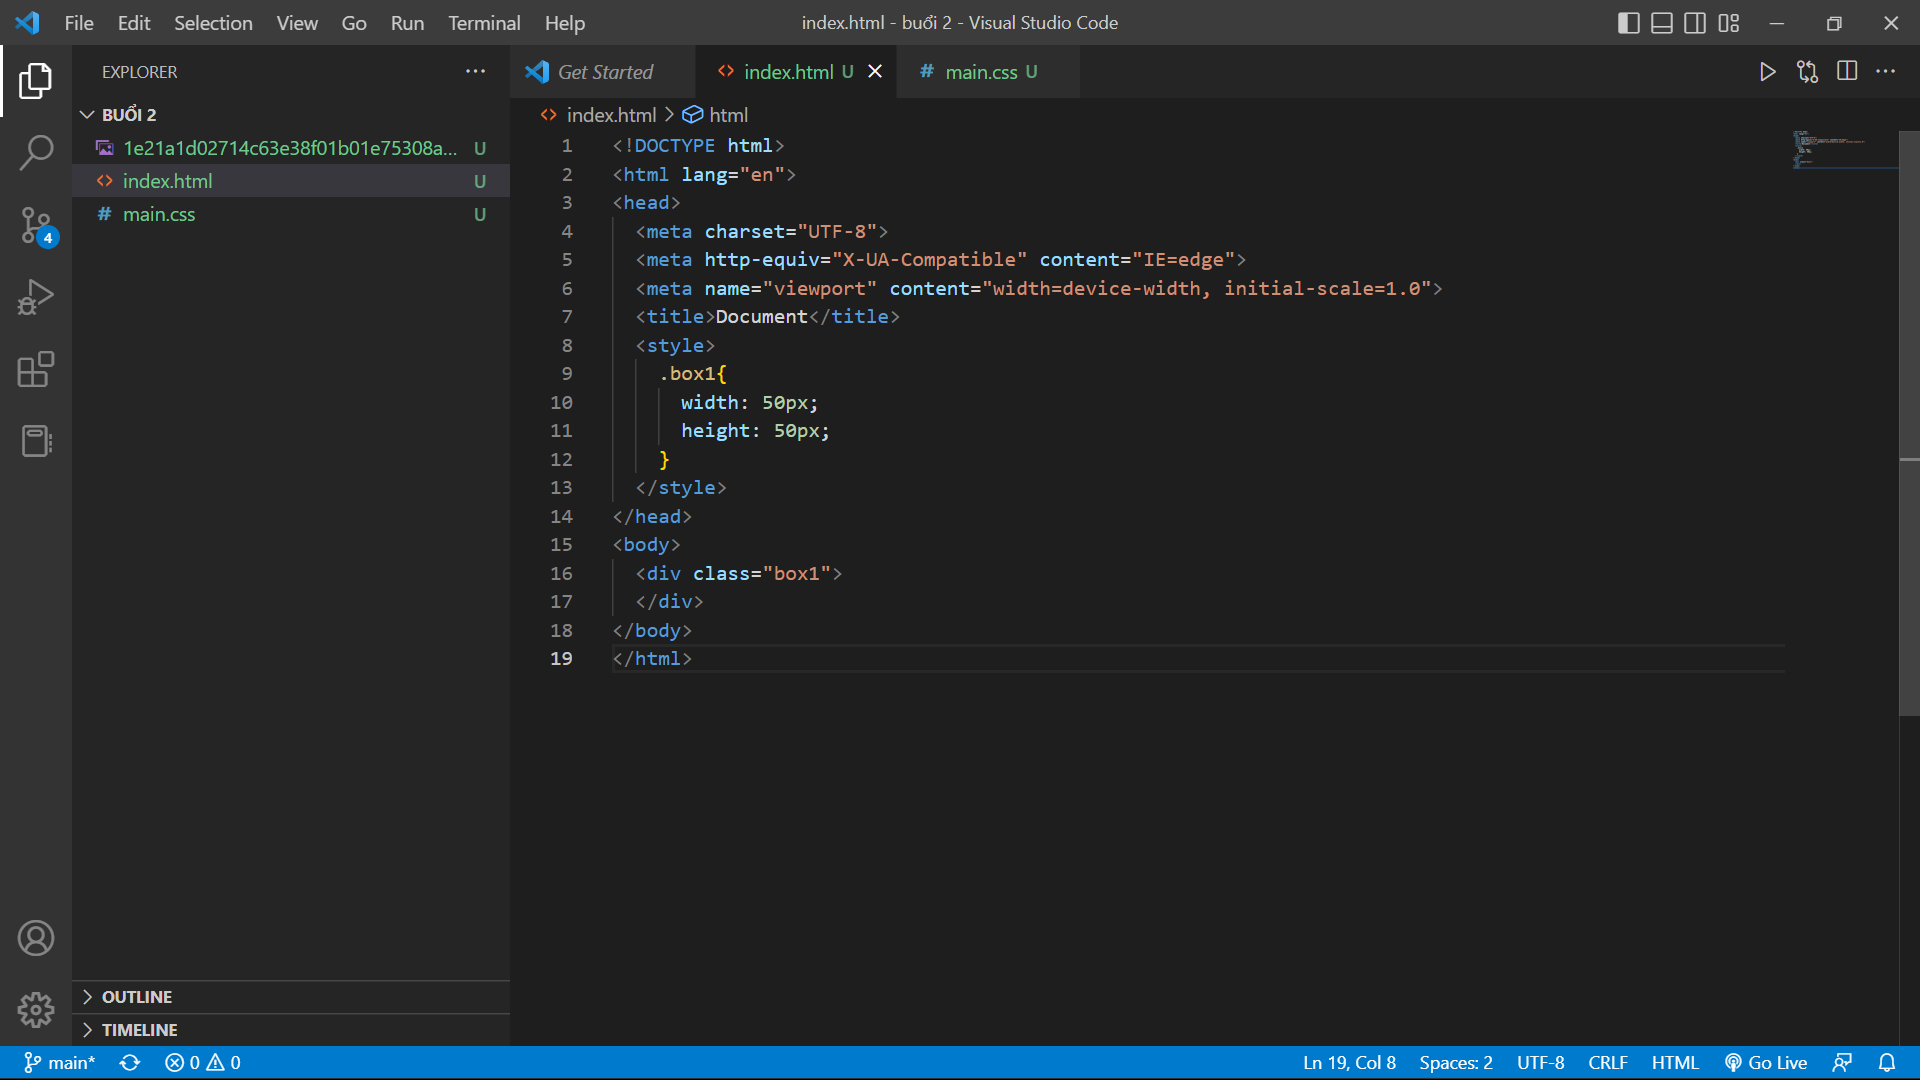 File Edit Selection View Go Run Terminal Help
index.html - buổi 2 - Visual Studio Code
EXPLORER
BUỔI 2
1e21a1d02714c63e38f01b01e75308a... U
index.html U
main.css U
4
OUTLINE
TIMELINE
Get Started
index.html U
# main.css U
index.html > html
1 <!DOCTYPE html>
2 <html lang="en">
3 <head>
4 <meta charset="UTF-8">
5 <meta http-equiv="X-UA-Compatible" content="IE=edge">
6 <meta name="viewport" content="width=device-width, initial-scale=1.0">
7 <title>Document</title>
8 <style>
9 .box1{
10 width: 50px;
11 height: 50px;
12 }
13 </style>
14 </head>
15 <body>
16 <div class="box1">
17 </div>
18 </body>
19 </html>
main* 0 0 Ln 19, Col 8 Spaces: 2 UTF-8 CRLF HTML Go Live